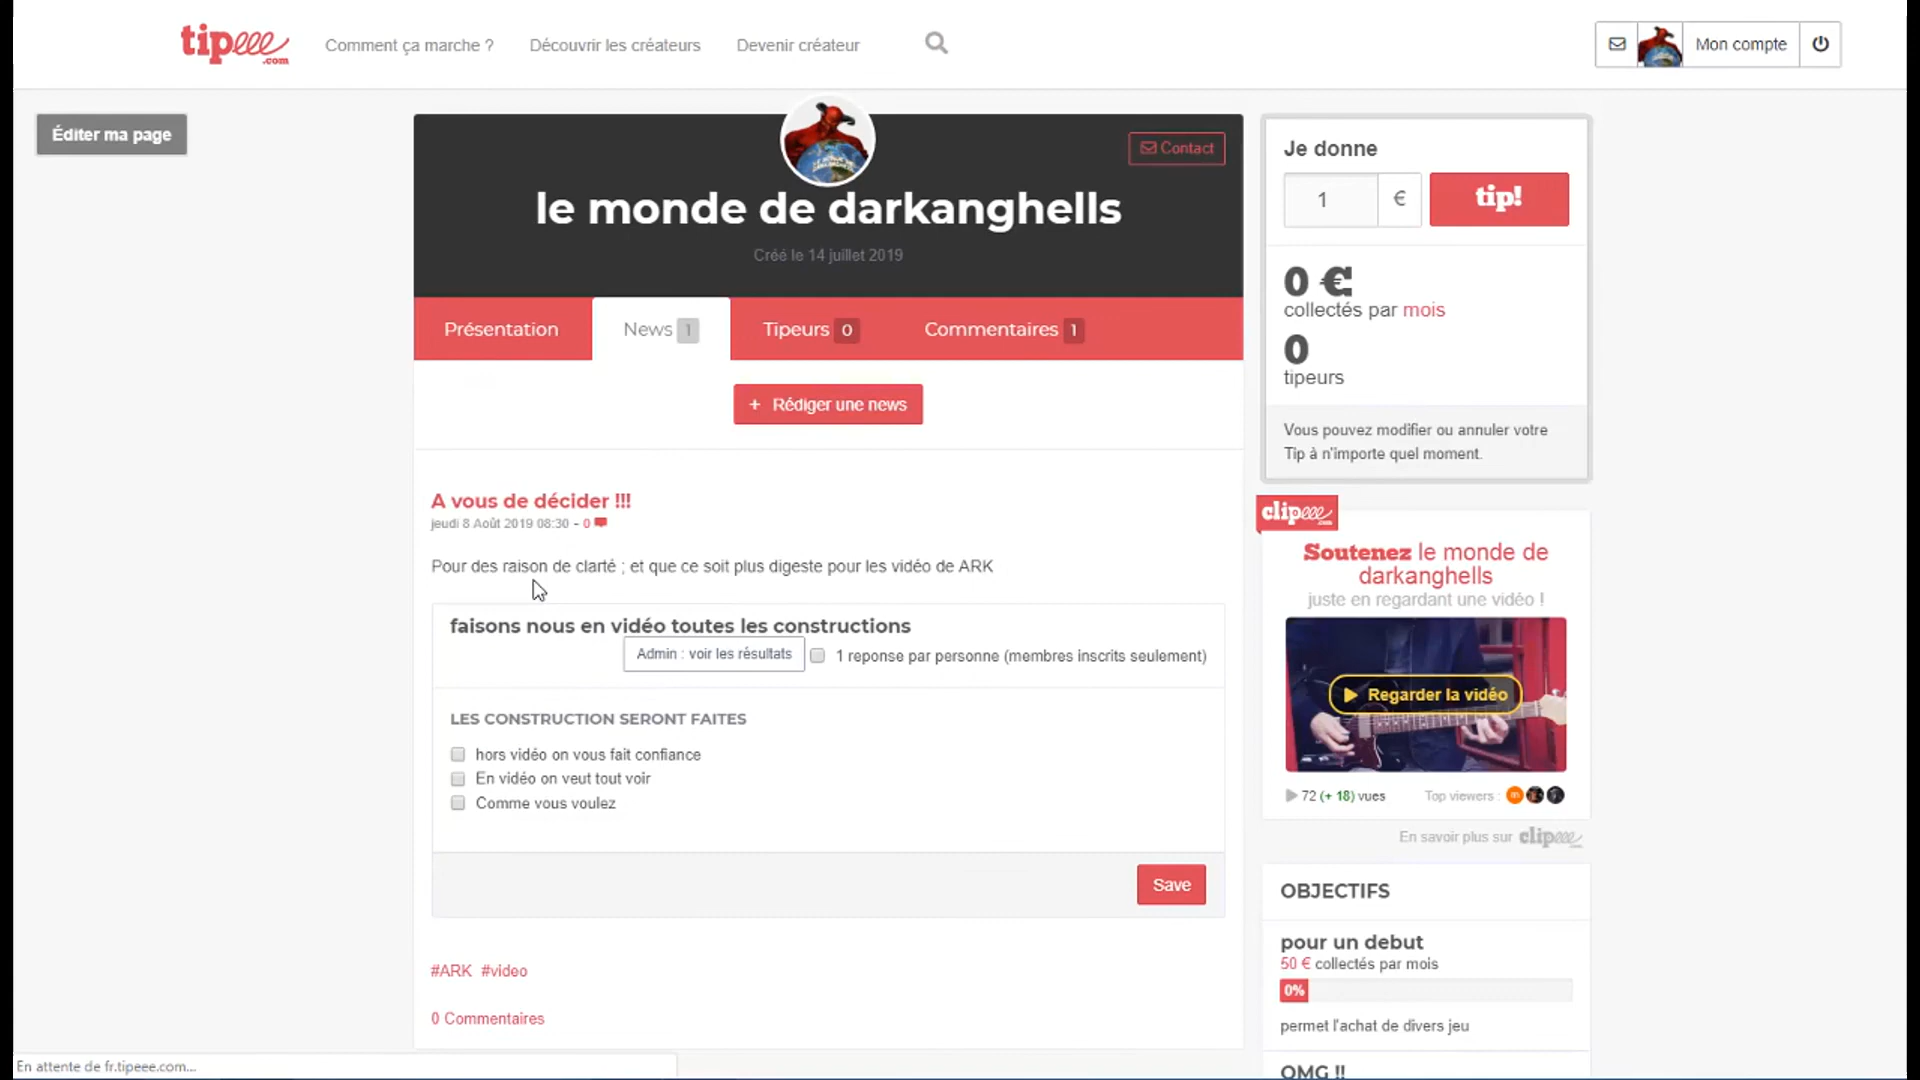 tipeee.com
Comment ça marche ?
Découvrir les créateurs
Devenir créateur
Mon compte
Éditer ma page
Contact
le monde de darkanghells
Créé le 14 juillet 2019
Présentation
News 1
Tipeurs 0
Commentaires 1
+ Rédiger une news
A vous de décider !!!
jeudi 8 Août 2019 08:30 - 0
Pour des raison de clarté ; et que ce soit plus digeste pour les vidéo de ARK
faisons nous en vidéo toutes les constructions
Admin : voir les résultats
1 reponse par personne (membres inscrits seulement)
LES CONSTRUCTION SERONT FAITES
hors vidéo on vous fait confiance
En vidéo on veut tout voir
Comme vous voulez
Save
#ARK #video
0 Commentaires
Je donne
1 €
tip!
0 €
collectés par mois
0
tipeurs
Vous pouvez modifier ou annuler votre
Tip à n'importe quel moment.
clipeee
Soutenez le monde de
darkanghells
juste en regardant une vidéo !
Regarder la vidéo
72 (+ 18) vues
Top viewers :
En savoir plus sur clipeee
OBJECTIFS
pour un debut
50 € collectés par mois
0%
permet l'achat de divers jeu
OMG !!
En attente de fr.tipeee.com...